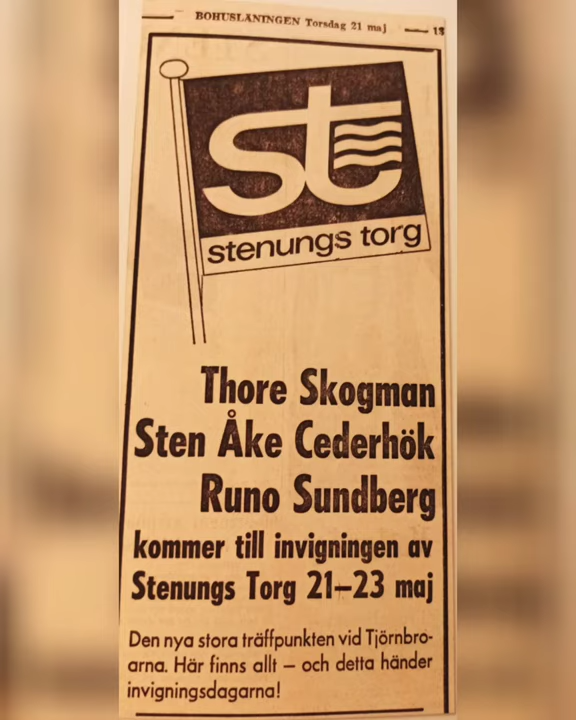 BOHUSLÄNINGEN Torsdag 21 maj
st
stenungs torg
Thore Skogman
Sten Åke Cederhök
Runo Sundberg
kommer till invigningen av
Stenungs Torg 21–23 maj
Den nya stora träffpunkten vid Tjörnbro-
arna. Här finns allt – och detta händer
invigningsdagarna!